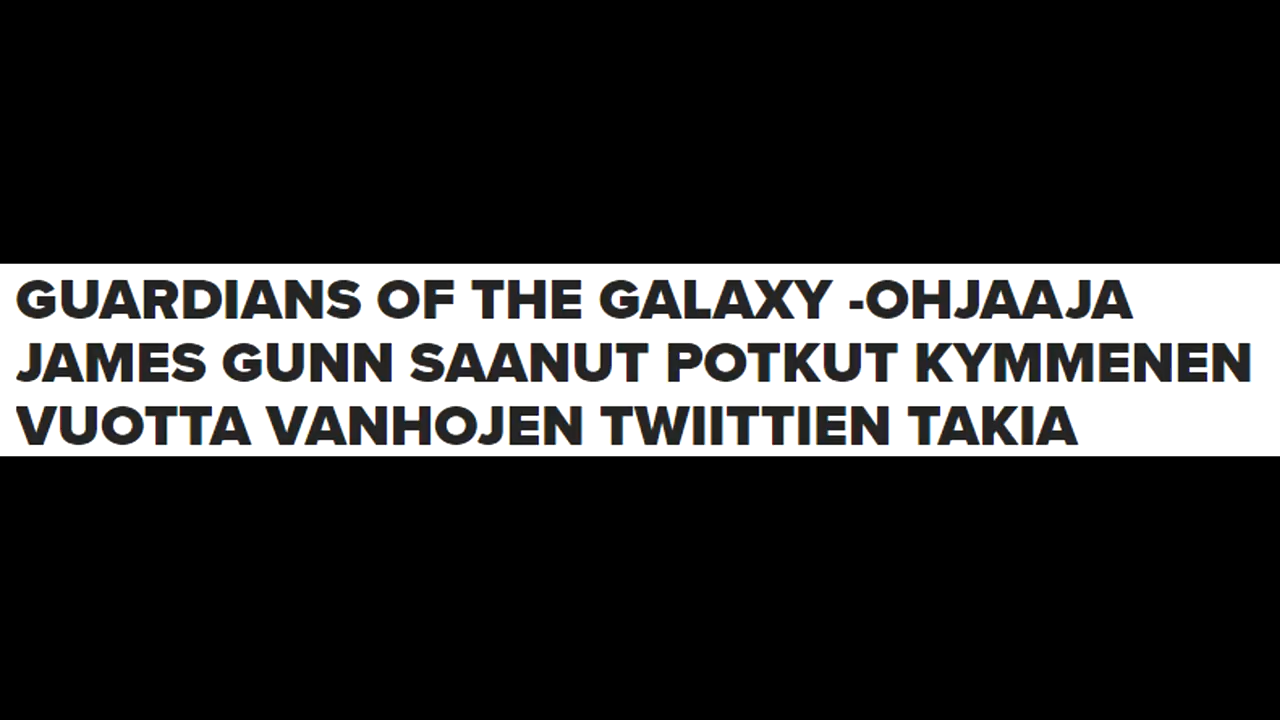 GUARDIANS OF THE GALAXY -OHJAAJA
JAMES GUNN SAANUT POTKUT KYMMENEN
VUOTTA VANHOJEN TWIITTIEN TAKIA